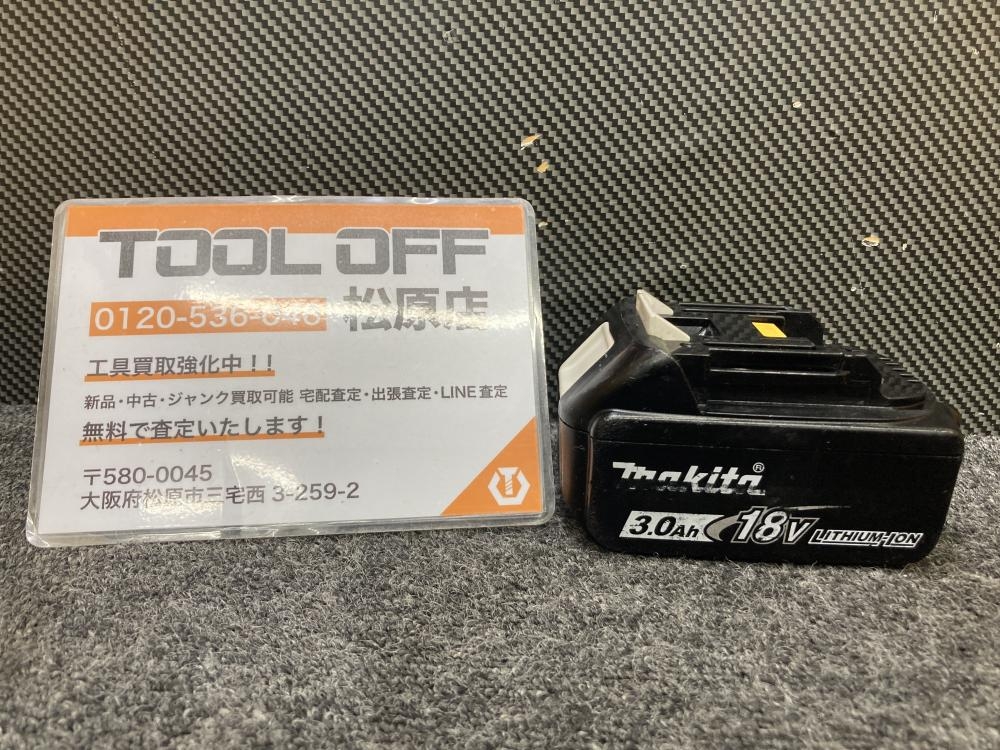 TOOL OFF
松原店
工具買取強化中!!
新品・中古・ジャンク買取可能 宅配査定・出張査定・LINE査定
無料で査定いたします!
〒580-0045
大阪府松原市三宅西 3-259-2
makita®
3.0Ah 18V LITHIUM-ION